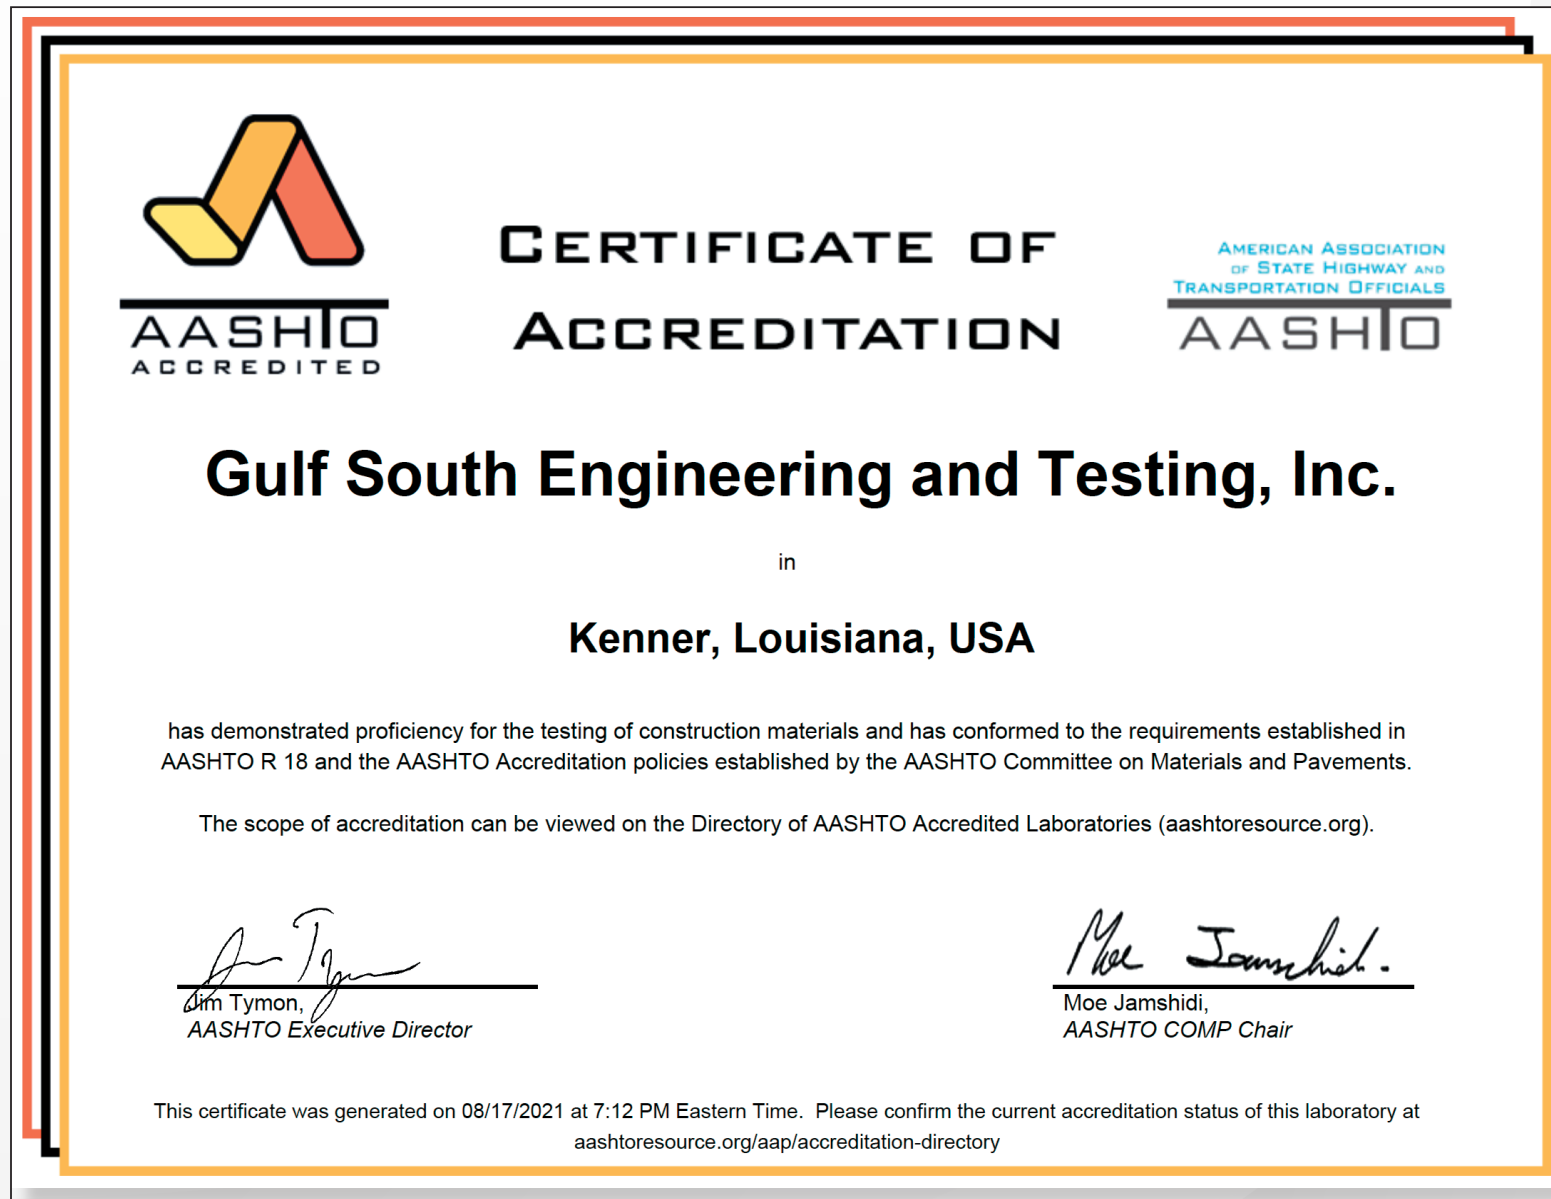 CERTIFICATE OF
ACCREDITATION
AASHTO
ACCREDITED
AMERICAN ASSOCIATION
OF STATE HIGHWAY AND
TRANSPORTATION OFFICIALS
AASHTO
Gulf South Engineering and Testing, Inc.
in
Kenner, Louisiana, USA
has demonstrated proficiency for the testing of construction materials and has conformed to the requirements established in
AASHTO R 18 and the AASHTO Accreditation policies established by the AASHTO Committee on Materials and Pavements.
The scope of accreditation can be viewed on the Directory of AASHTO Accredited Laboratories (aashtoresource.org).
Jim Tymon
Jim Tymon,
AASHTO Executive Director
Moe Jamshidi
Moe Jamshidi,
AASHTO COMP Chair
This certificate was generated on 08/17/2021 at 7:12 PM Eastern Time. Please confirm the current accreditation status of this laboratory at
aashtoresource.org/aap/accreditation-directory